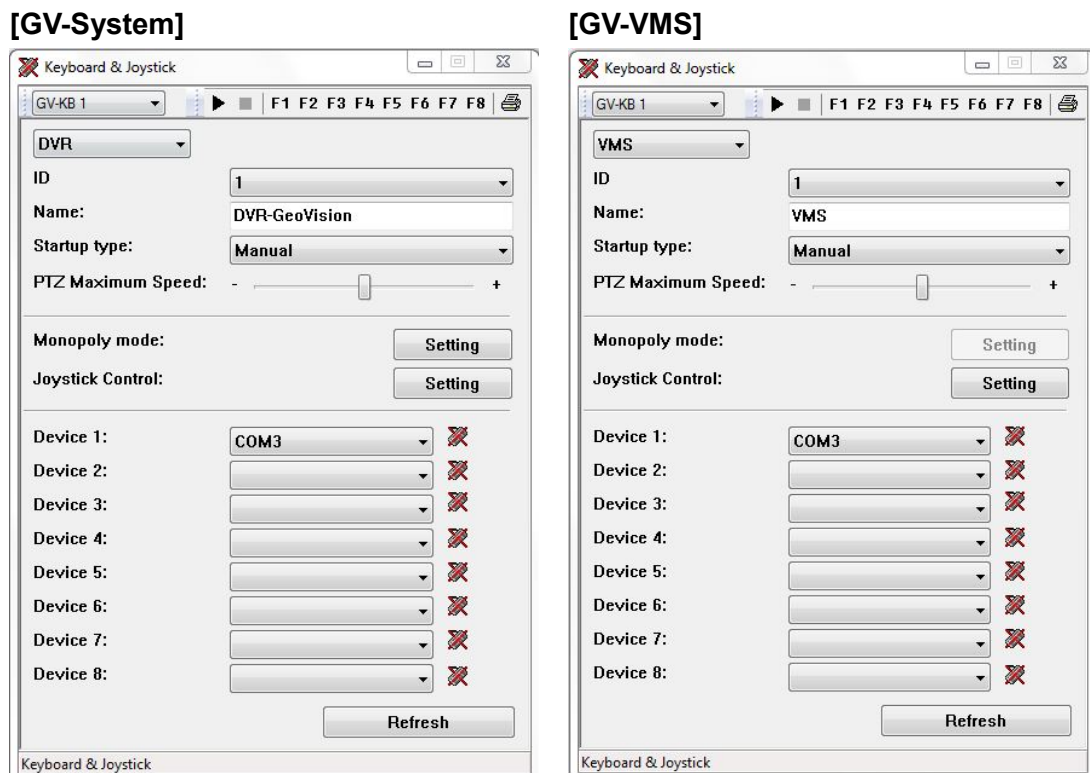 [GV-System]
Keyboard & Joystick
GV-KB 1
F1 F2 F3 F4 F5 F6 F7 F8
DVR
ID
1
Name:
DVR-GeoVision
Startup type:
Manual
PTZ Maximum Speed:
-
+
Monopoly mode:
Setting
Joystick Control:
Setting
Device 1:
COM3
Device 2:
Device 3:
Device 4:
Device 5:
Device 6:
Device 7:
Device 8:
Refresh
Keyboard & Joystick
[GV-VMS]
Keyboard & Joystick
GV-KB 1
F1 F2 F3 F4 F5 F6 F7 F8
VMS
ID
1
Name:
VMS
Startup type:
Manual
PTZ Maximum Speed:
-
+
Monopoly mode:
Setting
Joystick Control:
Setting
Device 1:
COM3
Device 2:
Device 3:
Device 4:
Device 5:
Device 6:
Device 7:
Device 8:
Refresh
Keyboard & Joystick